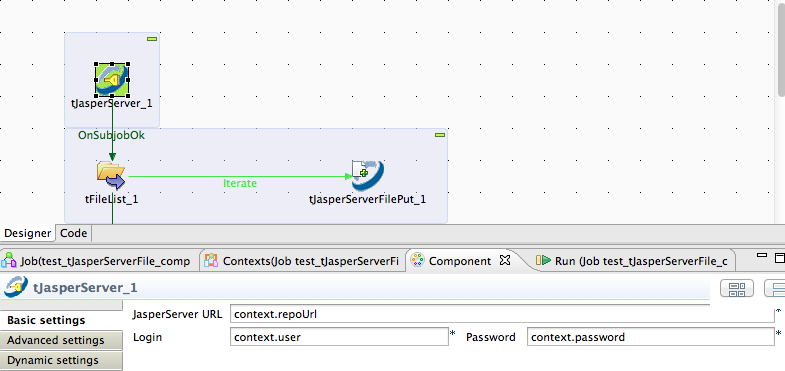 tJasperServer_1
OnSubjobOk
Iterate
tFileList_1
tJasperServerFilePut_1
Designer Code
Job(test_tJasperServerFile_comp Contexts(Job test_tJasperServerFi Component Run (Job test_tJasperServerFile_c
tJasperServer_1
Basic settings
Advanced settings
Dynamic settings
JasperServer URL context.repoUrl *
Login context.user * Password context.password *